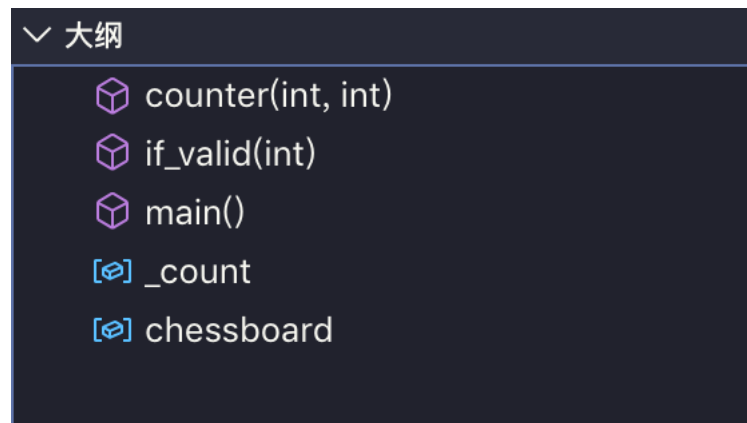 大纲
counter(int, int)
if_valid(int)
main()
_count
chessboard